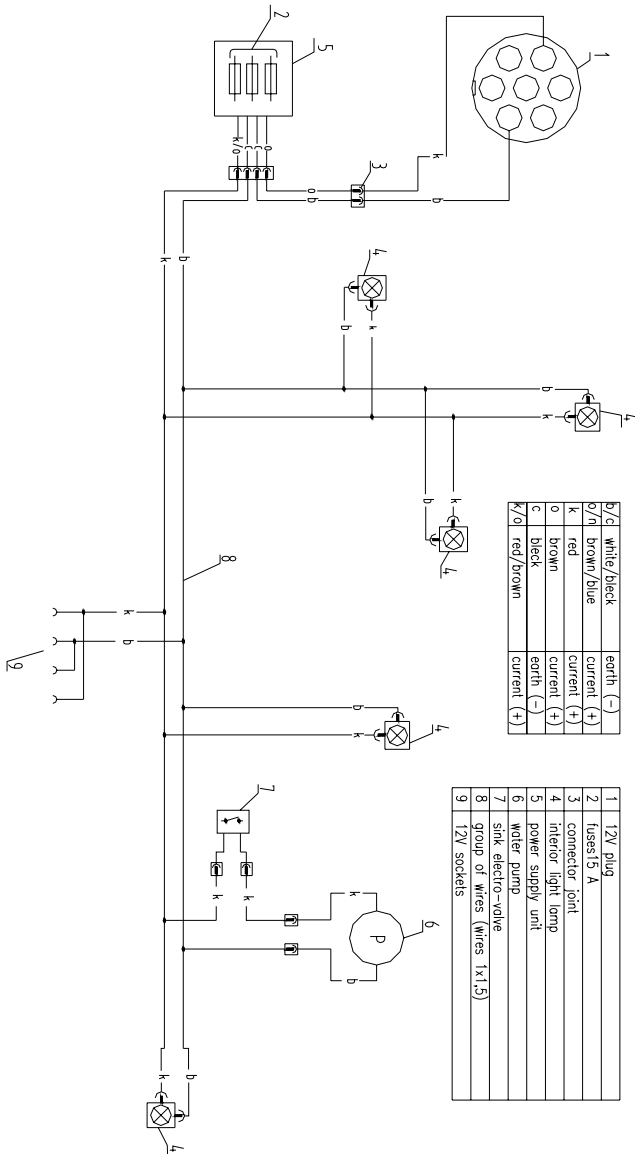 4
1
1 12V plug
2 fuses15 A
3 connector joint
4 interior light lamp
5 power supply unit
6 water pump
7 sink electro-valve
8 group of wires (wires 1x1,5)
9 12V sockets
b/c white/bleck earth (-)
o/n brown/blue current (+)
k red current (+)
o brown current (+)
c bleck earth (-)
k/o red/brown current (+)
b
k
k
b
4
k
b
4
6
P
3
4
k
b
b
k
k
b
5
o
b
2
7
k
k
o
c
c
k/o
8
b
k
b
k
4
k
b
9